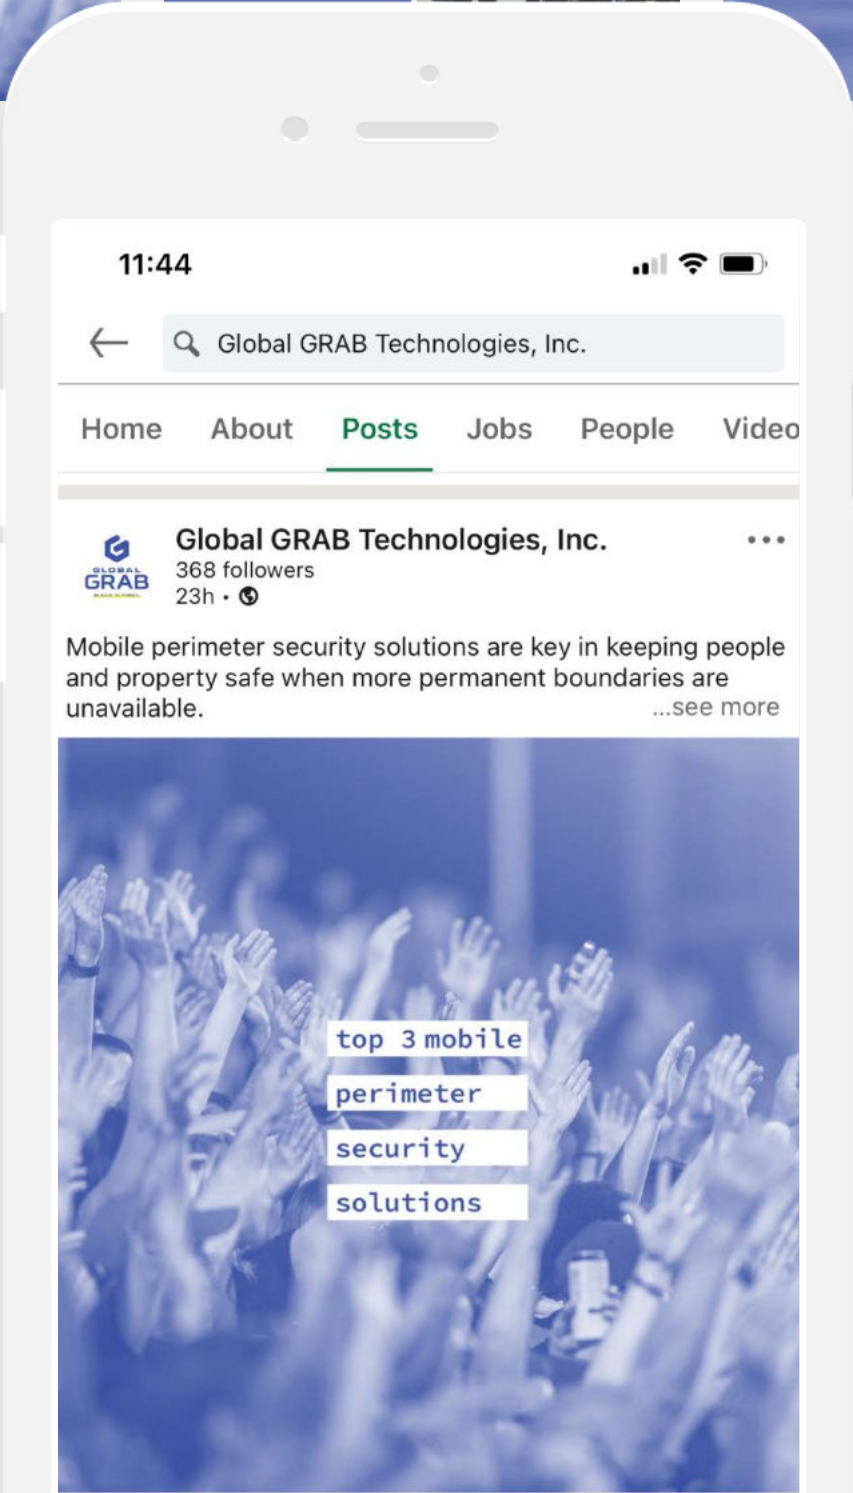 11:44
Global GRAB Technologies, Inc.
Home About Posts Jobs People Video
Global GRAB Technologies, Inc.
GLOBAL
GRAB
368 followers
23h •
Mobile perimeter security solutions are key in keeping people
and property safe when more permanent boundaries are
unavailable. ...see more
top 3 mobile
perimeter
security
solutions